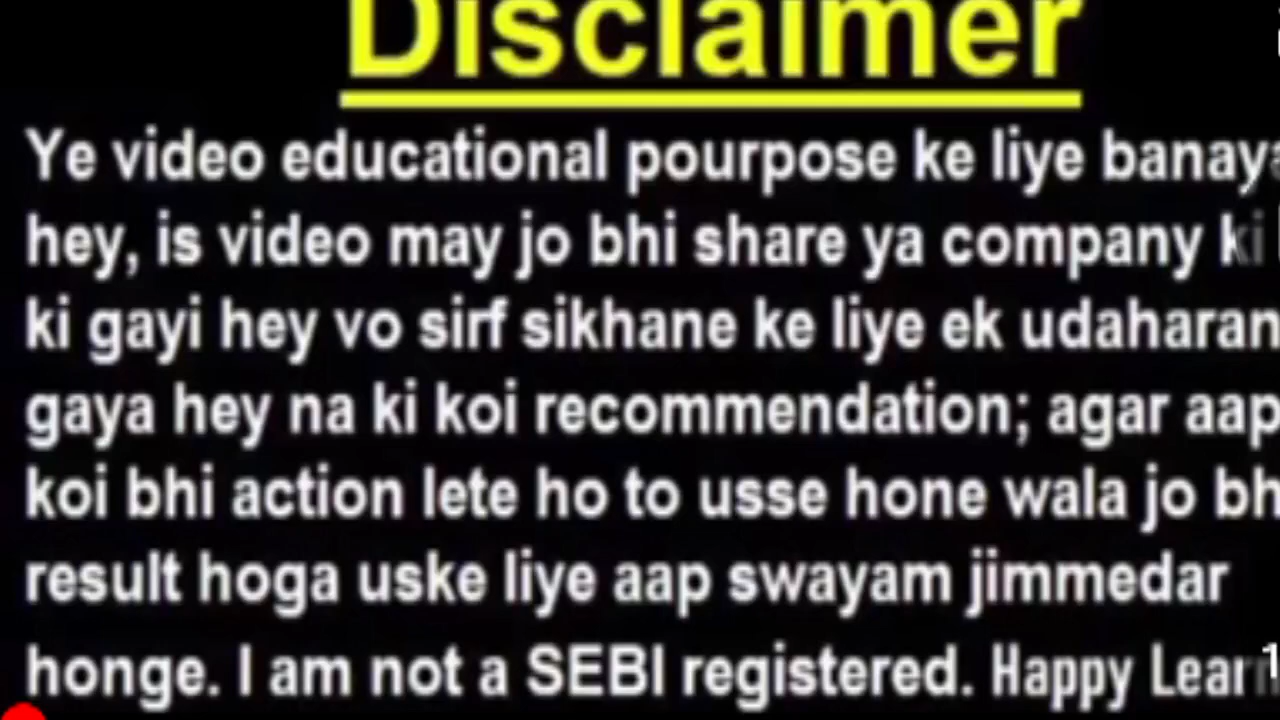 Disclaimer
Ye video educational pourpose ke liye banaya
hey, is video may jo bhi share ya company ki
ki gayi hey vo sirf sikhane ke liye ek udaharan
gaya hey na ki koi recommendation; agar aap
koi bhi action lete ho to usse hone wala jo bh
result hoga uske liye aap swayam jimmedar
honge. I am not a SEBI registered. Happy Learn